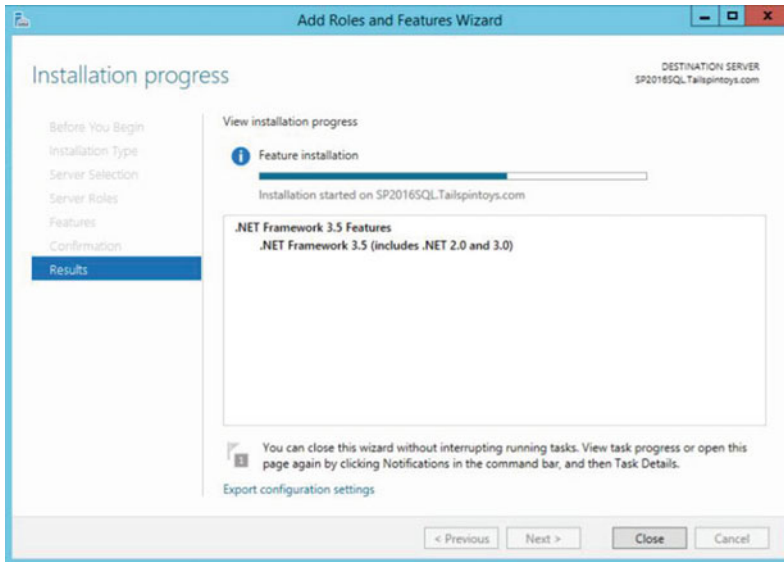 Add Roles and Features Wizard
Installation progress
DESTINATION SERVER
SP2016SQL.Tailspintoys.com
Before You Begin
Installation Type
Server Selection
Server Roles
Features
Confirmation
Results
View installation progress
Feature installation
Installation started on SP2016SQL.Tailspintoys.com
.NET Framework 3.5 Features
.NET Framework 3.5 (includes .NET 2.0 and 3.0)
1
You can close this wizard without interrupting running tasks. View task progress or open this
page again by clicking Notifications in the command bar, and then Task Details.
Export configuration settings
< Previous
Next >
Close
Cancel